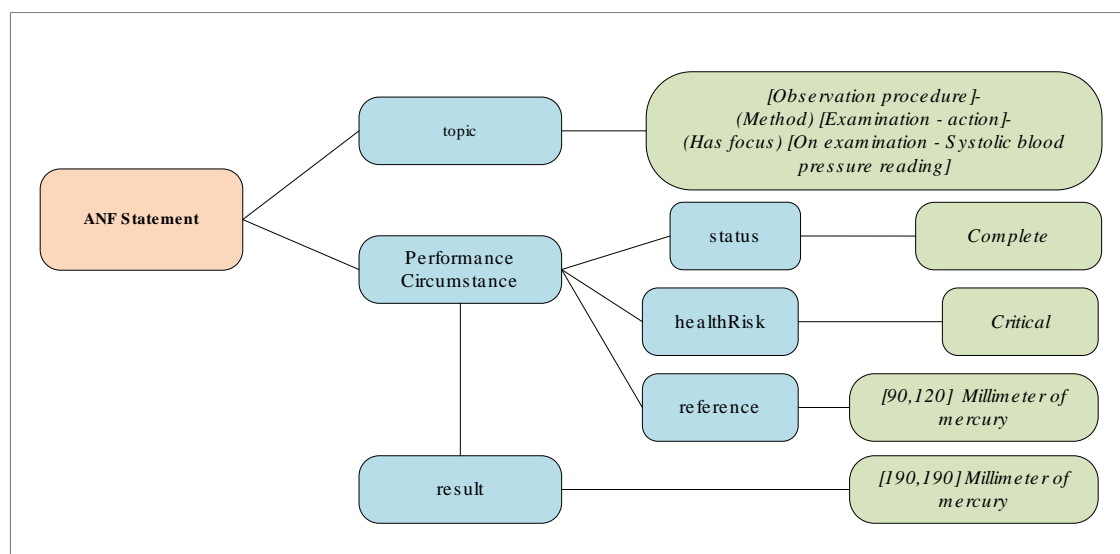 ANF Statement
topic
[Observation procedure]-
(Method) [Examination - action]-
(Has focus) [On examination - Systolic blood
pressure reading]
Performance
Circumstance
status
Complete
healthRisk
Critical
reference
[90,120] Millimeter of
mercury
result
[190,190] Millimeter of
mercury